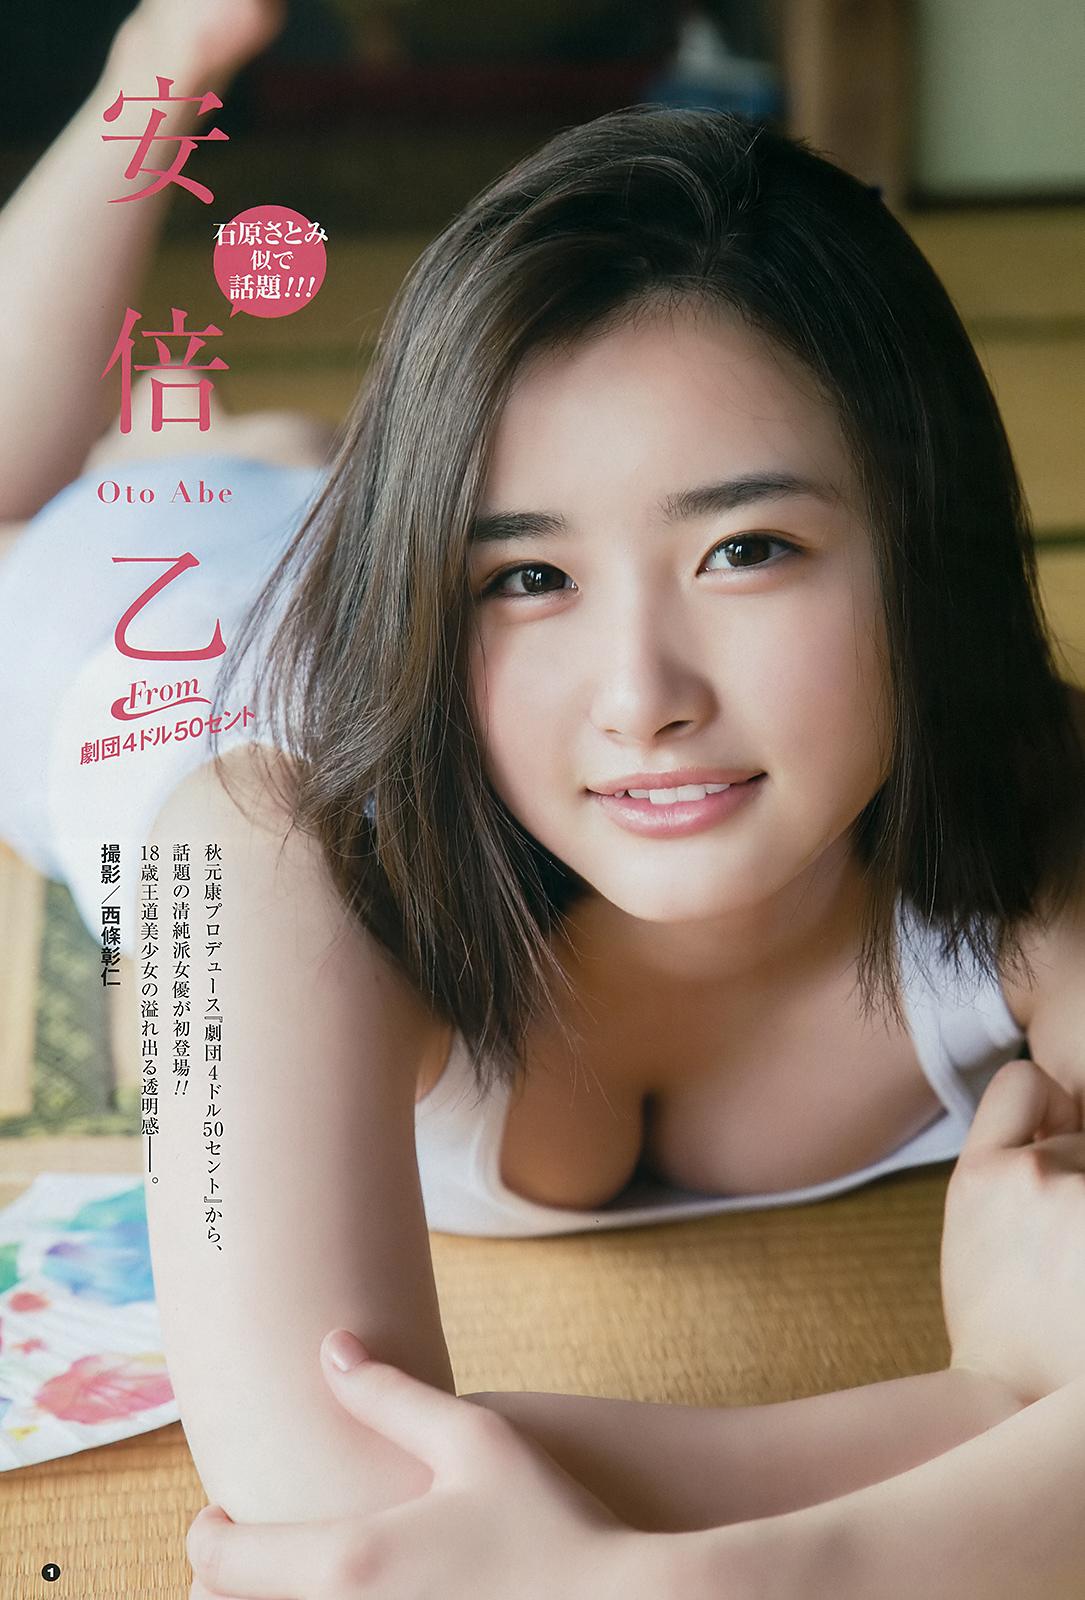 安倍乙
Oto Abe
石原さとみ
似で
話題!!!
From
劇団4ドル50セント
秋元康プロデュース『劇団4ドル50セント』から、
話題の清純派女優が初登場!!
18歳王道美少女の溢れ出る透明感——。
撮影／西條彰仁
1